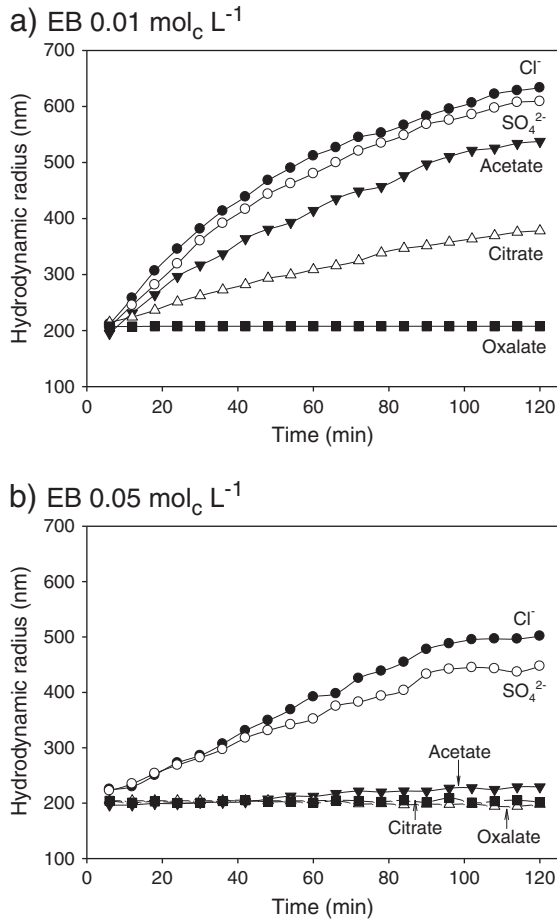 a) EB 0.01 mol_c L⁻¹
700
600
500
400
300
200
100
Hydrodynamic radius (nm)
Cl⁻
SO₄²⁻
Acetate
Citrate
Oxalate
0 20 40 60 80 100 120
Time (min)
b) EB 0.05 mol_c L⁻¹
700
600
500
400
300
200
100
Hydrodynamic radius (nm)
Cl⁻
SO₄²⁻
Acetate
Citrate
Oxalate
0 20 40 60 80 100 120
Time (min)